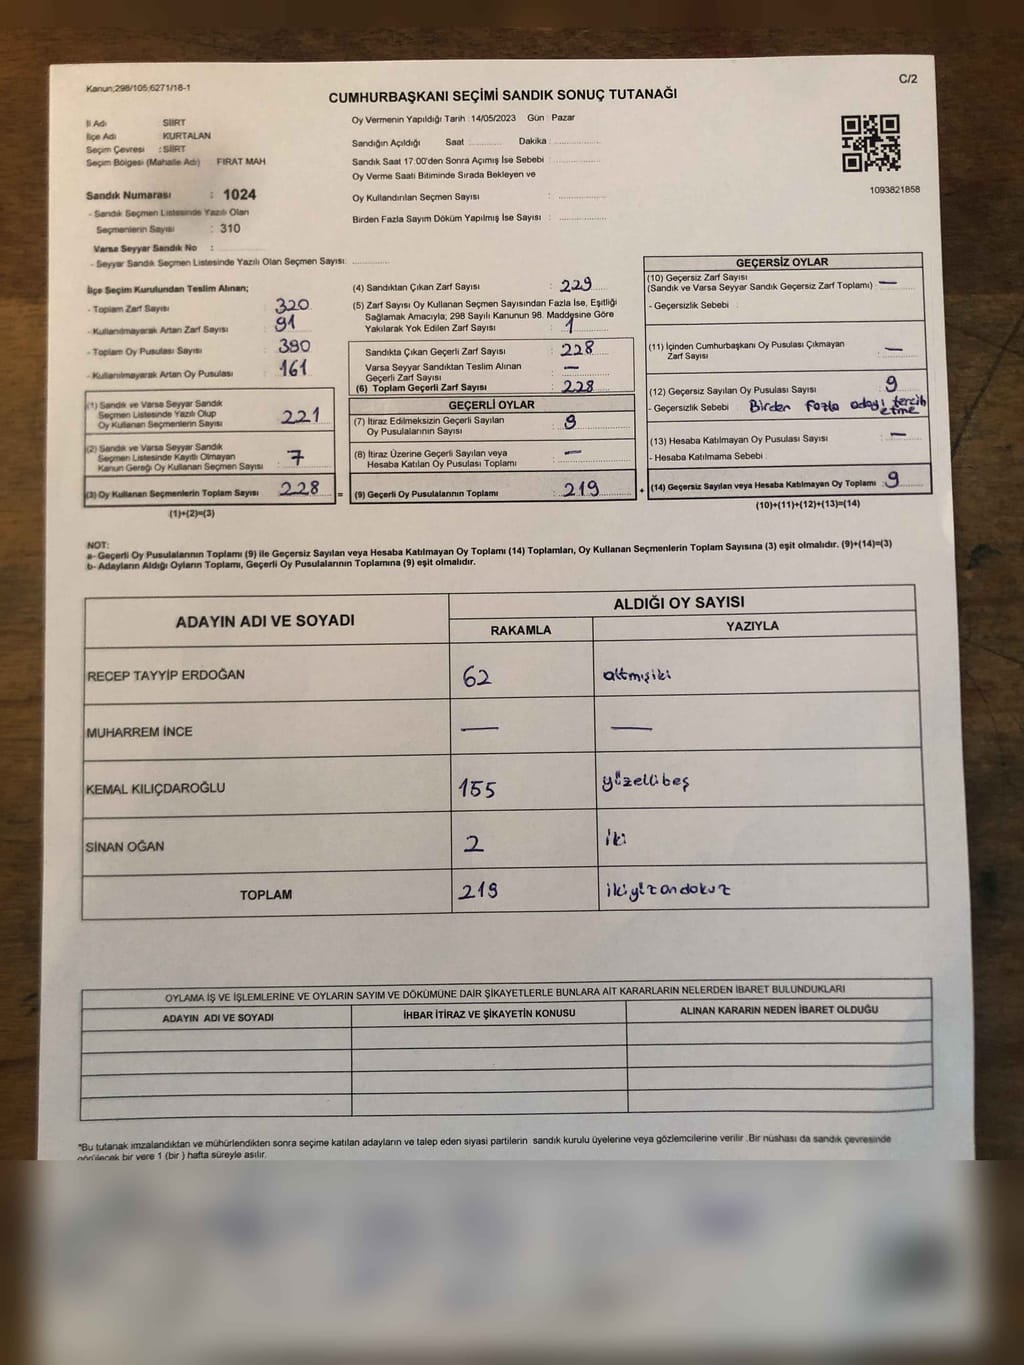 Kanun;298/105;6271/18-1
C/2
CUMHURBAŞKANI SEÇİMİ SANDIK SONUÇ TUTANAĞI
İl Adı SİİRT
İlçe Adı KURTALAN
Seçim Çevresi : SİİRT
Seçim Bölgesi (Mahalle Adı) FIRAT MAH
Sandık Numarası : 1024
- Sandık Seçmen Listesinde Yazılı Olan
Seçmenlerin Sayısı : 310
Varsa Seyyar Sandık No :
- Seyyar Sandık Seçmen Listesinde Yazılı Olan Seçmen Sayısı:
Oy Vermenin Yapıldığı Tarih : 14/05/2023 Gün : Pazar
Sandığın Açıldığı Saat Dakika :
Sandık Saat 17:00'den Sonra Açımış İse Sebebi :
Oy Verme Saati Bitiminde Sırada Bekleyen ve
Oy Kullandırılan Seçmen Sayısı :
Birden Fazla Sayım Döküm Yapılmış İse Sayısı :
1093821858
İlçe Seçim Kurulundan Teslim Alınan;
- Toplam Zarf Sayısı : 320
- Kullanılmayarak Artan Zarf Sayısı : 91
- Toplam Oy Pusulası Sayısı : 390
- Kullanılmayarak Artan Oy Pusulası : 161
(1) Sandık ve Varsa Seyyar Sandık
Seçmen Listesinde Yazılı Olup
Oy Kullanan Seçmenlerin Sayısı : 221
(2) Sandık ve Varsa Seyyar Sandık
Seçmen Listesinde Kayıtlı Olmayan
Kanun Gereği Oy Kullanan Seçmen Sayısı : 7
(3) Oy Kullanan Seçmenlerin Toplam Sayısı : 228
(1)+(2)=(3)
(4) Sandıktan Çıkan Zarf Sayısı : 229
(5) Zarf Sayısı Oy Kullanan Seçmen Sayısından Fazla İse, Eşitliği
Sağlamak Amacıyla; 298 Sayılı Kanunun 98. Maddesine Göre
Yakılarak Yok Edilen Zarf Sayısı : 1
Sandıkta Çıkan Geçerli Zarf Sayısı : 228
Varsa Seyyar Sandıktan Teslim Alınan
Geçerli Zarf Sayısı : —
(6) Toplam Geçerli Zarf Sayısı : 228
GEÇERLİ OYLAR
(7) İtiraz Edilmeksizin Geçerli Sayılan
Oy Pusulalarının Sayısı : 9
(8) İtiraz Üzerine Geçerli Sayılan veya
Hesaba Katılan Oy Pusulası Toplamı : —
= (9) Geçerli Oy Pusulalarının Toplamı : 219 +
GEÇERSİZ OYLAR
(10) Geçersiz Zarf Sayısı
(Sandık ve Varsa Seyyar Sandık Geçersiz Zarf Toplamı) : —
- Geçersizlik Sebebi :
(11) İçinden Cumhurbaşkanı Oy Pusulası Çıkmayan
Zarf Sayısı : —
(12) Geçersiz Sayılan Oy Pusulası Sayısı : 9
- Geçersizlik Sebebi : Birden fazla adayı tercih
etme
(13) Hesaba Katılmayan Oy Pusulası Sayısı : —
- Hesaba Katılmama Sebebi :
(14) Geçersiz Sayılan veya Hesaba Katılmayan Oy Toplamı : 9
(10)+(11)+(12)+(13)=(14)
NOT:
a- Geçerli Oy Pusulalarının Toplamı (9) ile Geçersiz Sayılan veya Hesaba Katılmayan Oy Toplamı (14) Toplamları, Oy Kullanan Seçmenlerin Toplam Sayısına (3) eşit olmalıdır. (9)+(14)=(3)
b- Adayların Aldığı Oyların Toplamı, Geçerli Oy Pusulalarının Toplamına (9) eşit olmalıdır.
ADAYIN ADI VE SOYADI
ALDIĞI OY SAYISI
RAKAMLA YAZIYLA
RECEP TAYYİP ERDOĞAN 62 altmışiki
MUHARREM İNCE — —
KEMAL KILIÇDAROĞLU 155 yüzellibeş
SİNAN OĞAN 2 iki
TOPLAM 219 ikiyüzondokuz
OYLAMA İŞ VE İŞLEMLERİNE VE OYLARIN SAYIM VE DÖKÜMÜNE DAİR ŞİKAYETLERLE BUNLARA AİT KARARLARIN NELERDEN İBARET BULUNDUKLARI
ADAYIN ADI VE SOYADI İHBAR İTİRAZ VE ŞİKAYETİN KONUSU ALINAN KARARIN NEDEN İBARET OLDUĞU
*Bu tutanak imzalandıktan ve mühürlendikten sonra seçime katılan adayların ve talep eden siyasi partilerin sandık kurulu üyelerine veya gözlemcilerine verilir .Bir nüshası da sandık çevresinde
görülecek bir yere 1 (bir ) hafta süreyle asılır.